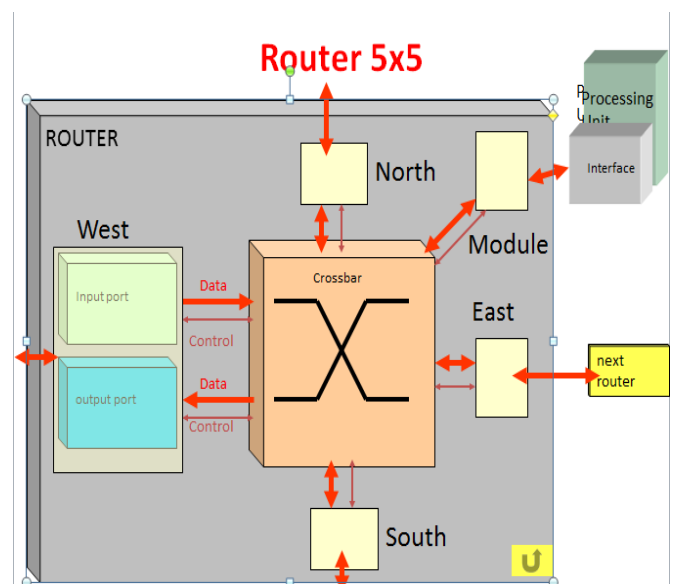 Router 5x5
ROUTER
North
P
U
Processing
Unit
Interface
Module
West
Input port
Data
Control
Crossbar
output port
Data
Control
East
next
router
South